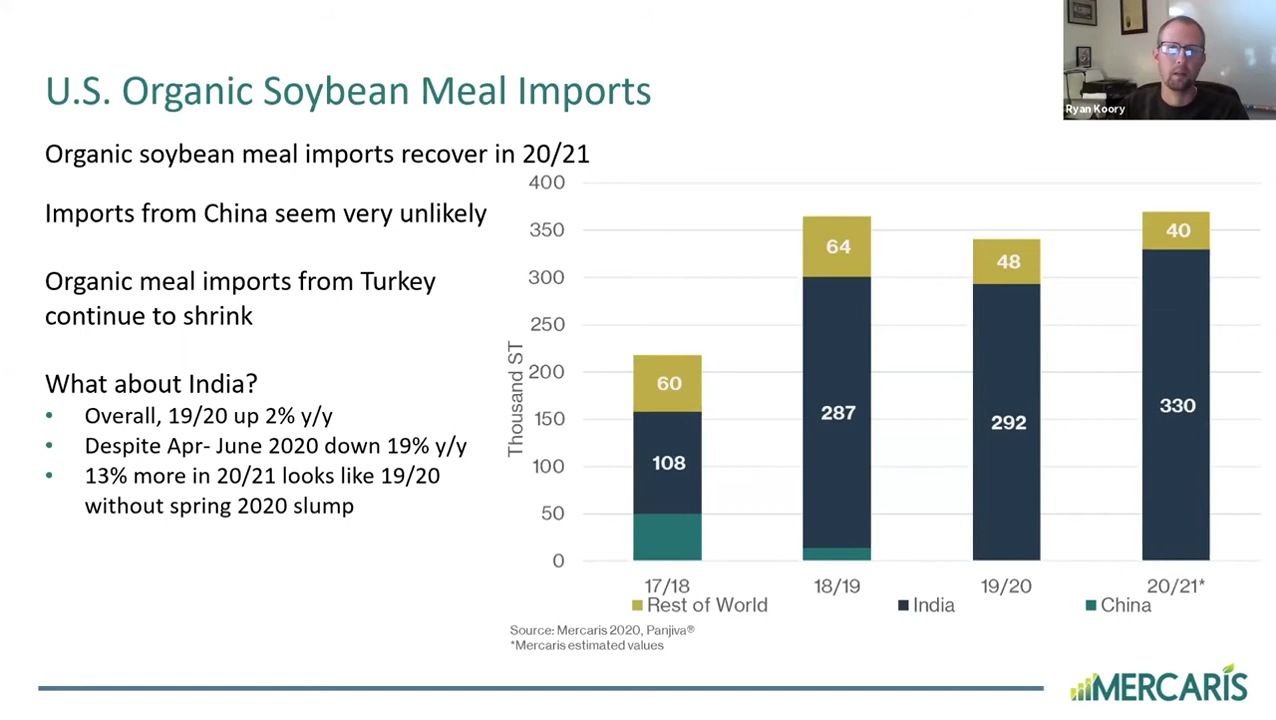 Ryan Koory
U.S. Organic Soybean Meal Imports
Organic soybean meal imports recover in 20/21
Imports from China seem very unlikely
Organic meal imports from Turkey
continue to shrink
What about India?
• Overall, 19/20 up 2% y/y
• Despite Apr- June 2020 down 19% y/y
• 13% more in 20/21 looks like 19/20
without spring 2020 slump
Thousand ST
400
350
300
250
200
150
100
50
0
60
108
64
287
48
292
40
330
17/18 18/19 19/20 20/21*
Rest of World India China
Source: Mercaris 2020, Panjiva®
*Mercaris estimated values
MERCARIS